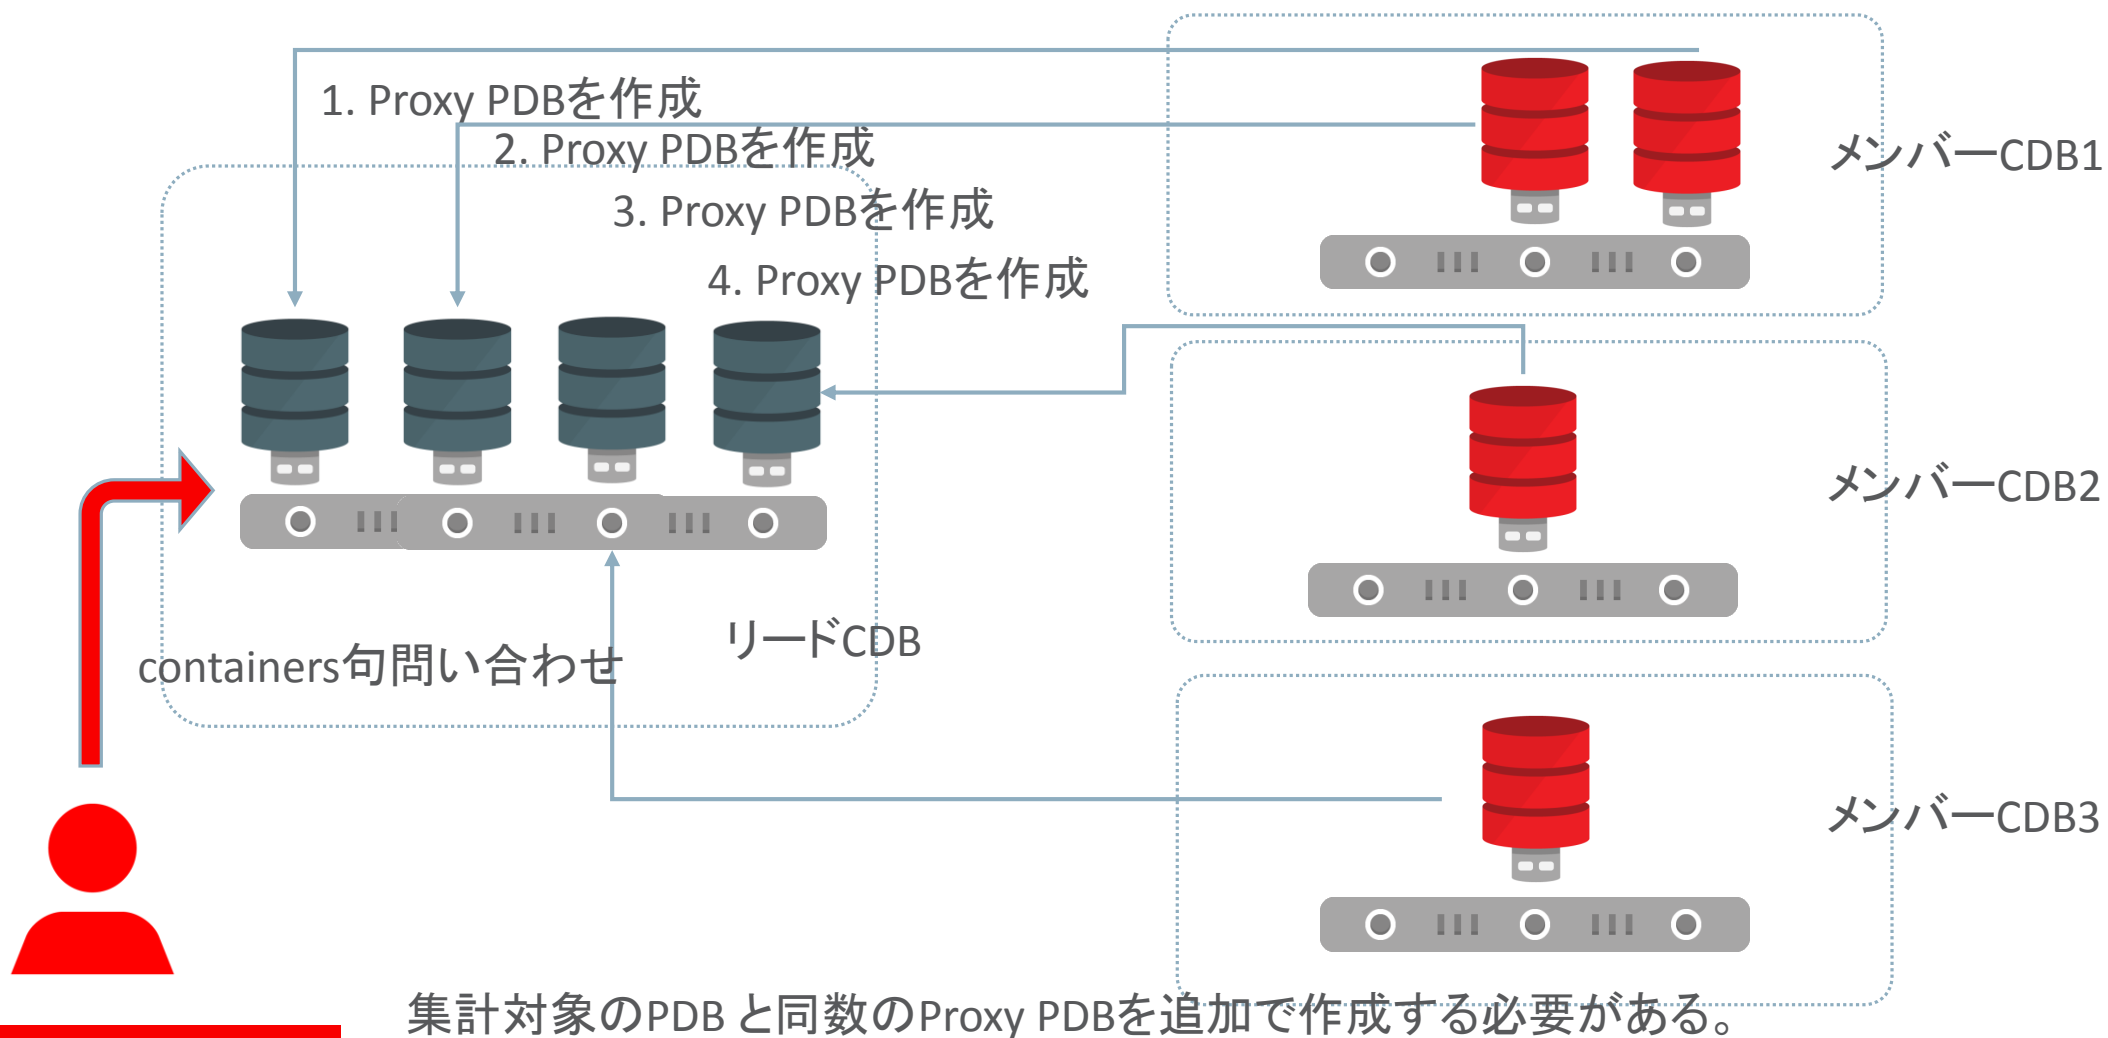 1. Proxy PDBを作成
2. Proxy PDBを作成
3. Proxy PDBを作成
4. Proxy PDBを作成
メンバーCDB1
メンバーCDB2
リードCDB
containers句問い合わせ
メンバーCDB3
集計対象のPDB と同数のProxy PDBを追加で作成する必要がある。